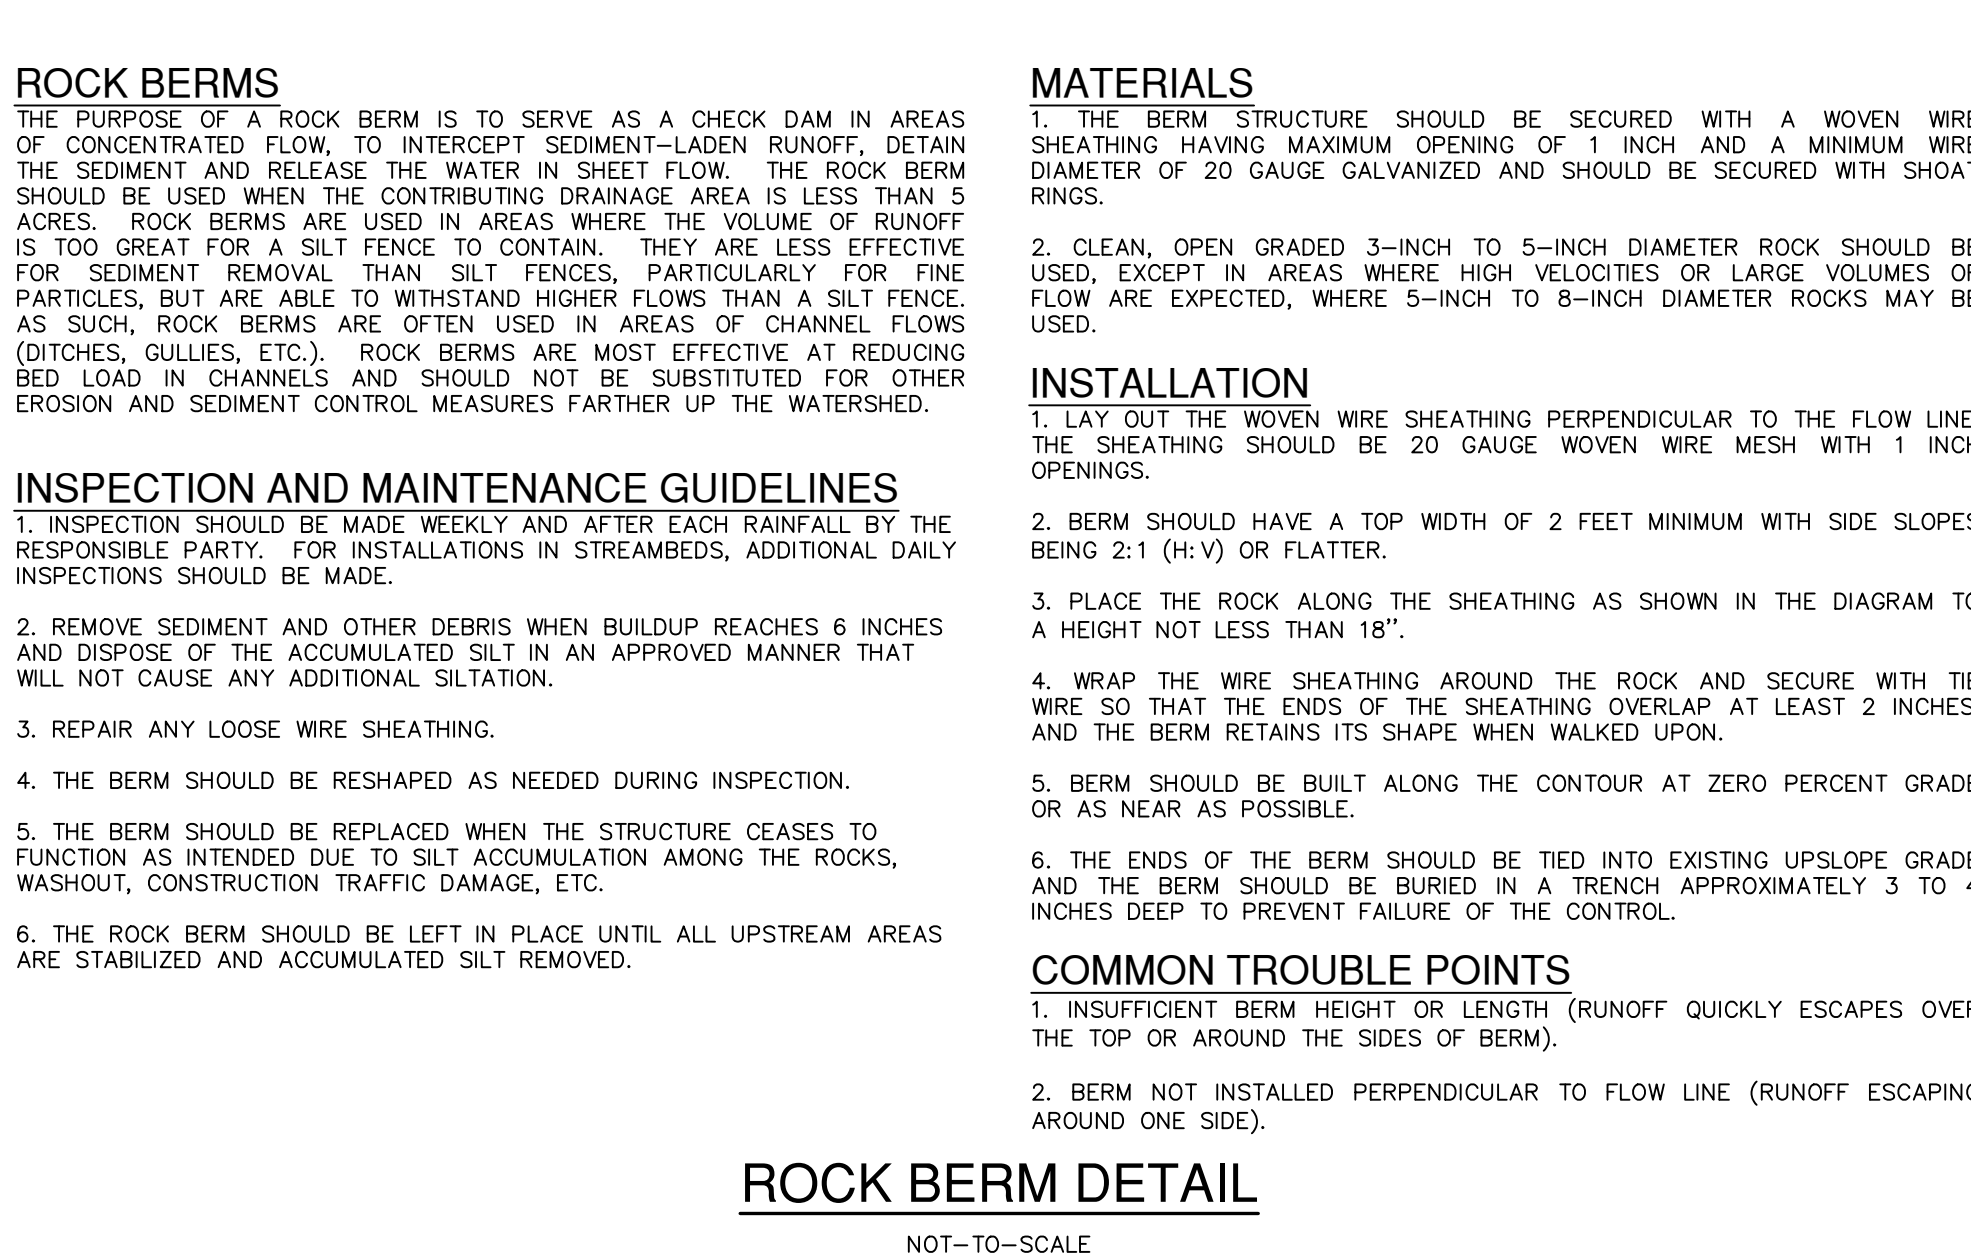 ROCK BERMS
THE PURPOSE OF A ROCK BERM IS TO SERVE AS A CHECK DAM IN AREAS
OF CONCENTRATED FLOW, TO INTERCEPT SEDIMENT–LADEN RUNOFF, DETAIN
THE SEDIMENT AND RELEASE THE WATER IN SHEET FLOW. THE ROCK BERM
SHOULD BE USED WHEN THE CONTRIBUTING DRAINAGE AREA IS LESS THAN 5
ACRES. ROCK BERMS ARE USED IN AREAS WHERE THE VOLUME OF RUNOFF
IS TOO GREAT FOR A SILT FENCE TO CONTAIN. THEY ARE LESS EFFECTIVE
FOR SEDIMENT REMOVAL THAN SILT FENCES, PARTICULARLY FOR FINE
PARTICLES, BUT ARE ABLE TO WITHSTAND HIGHER FLOWS THAN A SILT FENCE.
AS SUCH, ROCK BERMS ARE OFTEN USED IN AREAS OF CHANNEL FLOWS
(DITCHES, GULLIES, ETC.). ROCK BERMS ARE MOST EFFECTIVE AT REDUCING
BED LOAD IN CHANNELS AND SHOULD NOT BE SUBSTITUTED FOR OTHER
EROSION AND SEDIMENT CONTROL MEASURES FARTHER UP THE WATERSHED.
INSPECTION AND MAINTENANCE GUIDELINES
1. INSPECTION SHOULD BE MADE WEEKLY AND AFTER EACH RAINFALL BY THE
RESPONSIBLE PARTY. FOR INSTALLATIONS IN STREAMBEDS, ADDITIONAL DAILY
INSPECTIONS SHOULD BE MADE.
2. REMOVE SEDIMENT AND OTHER DEBRIS WHEN BUILDUP REACHES 6 INCHES
AND DISPOSE OF THE ACCUMULATED SILT IN AN APPROVED MANNER THAT
WILL NOT CAUSE ANY ADDITIONAL SILTATION.
3. REPAIR ANY LOOSE WIRE SHEATHING.
4. THE BERM SHOULD BE RESHAPED AS NEEDED DURING INSPECTION.
5. THE BERM SHOULD BE REPLACED WHEN THE STRUCTURE CEASES TO
FUNCTION AS INTENDED DUE TO SILT ACCUMULATION AMONG THE ROCKS,
WASHOUT, CONSTRUCTION TRAFFIC DAMAGE, ETC.
6. THE ROCK BERM SHOULD BE LEFT IN PLACE UNTIL ALL UPSTREAM AREAS
ARE STABILIZED AND ACCUMULATED SILT REMOVED.
MATERIALS
1. THE BERM STRUCTURE SHOULD BE SECURED WITH A WOVEN WIRE
SHEATHING HAVING MAXIMUM OPENING OF 1 INCH AND A MINIMUM WIRE
DIAMETER OF 20 GAUGE GALVANIZED AND SHOULD BE SECURED WITH SHOAT
RINGS.
2. CLEAN, OPEN GRADED 3–INCH TO 5–INCH DIAMETER ROCK SHOULD BE
USED, EXCEPT IN AREAS WHERE HIGH VELOCITIES OR LARGE VOLUMES OF
FLOW ARE EXPECTED, WHERE 5–INCH TO 8–INCH DIAMETER ROCKS MAY BE
USED.
INSTALLATION
1. LAY OUT THE WOVEN WIRE SHEATHING PERPENDICULAR TO THE FLOW LINE.
THE SHEATHING SHOULD BE 20 GAUGE WOVEN WIRE MESH WITH 1 INCH
OPENINGS.
2. BERM SHOULD HAVE A TOP WIDTH OF 2 FEET MINIMUM WITH SIDE SLOPES
BEING 2:1 (H:V) OR FLATTER.
3. PLACE THE ROCK ALONG THE SHEATHING AS SHOWN IN THE DIAGRAM TO
A HEIGHT NOT LESS THAN 18”.
4. WRAP THE WIRE SHEATHING AROUND THE ROCK AND SECURE WITH TIE
WIRE SO THAT THE ENDS OF THE SHEATHING OVERLAP AT LEAST 2 INCHES,
AND THE BERM RETAINS ITS SHAPE WHEN WALKED UPON.
5. BERM SHOULD BE BUILT ALONG THE CONTOUR AT ZERO PERCENT GRADE
OR AS NEAR AS POSSIBLE.
6. THE ENDS OF THE BERM SHOULD BE TIED INTO EXISTING UPSLOPE GRADE
AND THE BERM SHOULD BE BURIED IN A TRENCH APPROXIMATELY 3 TO 4
INCHES DEEP TO PREVENT FAILURE OF THE CONTROL.
COMMON TROUBLE POINTS
1. INSUFFICIENT BERM HEIGHT OR LENGTH (RUNOFF QUICKLY ESCAPES OVER
THE TOP OR AROUND THE SIDES OF BERM).
2. BERM NOT INSTALLED PERPENDICULAR TO FLOW LINE (RUNOFF ESCAPING
AROUND ONE SIDE).
ROCK BERM DETAIL
NOT–TO–SCALE